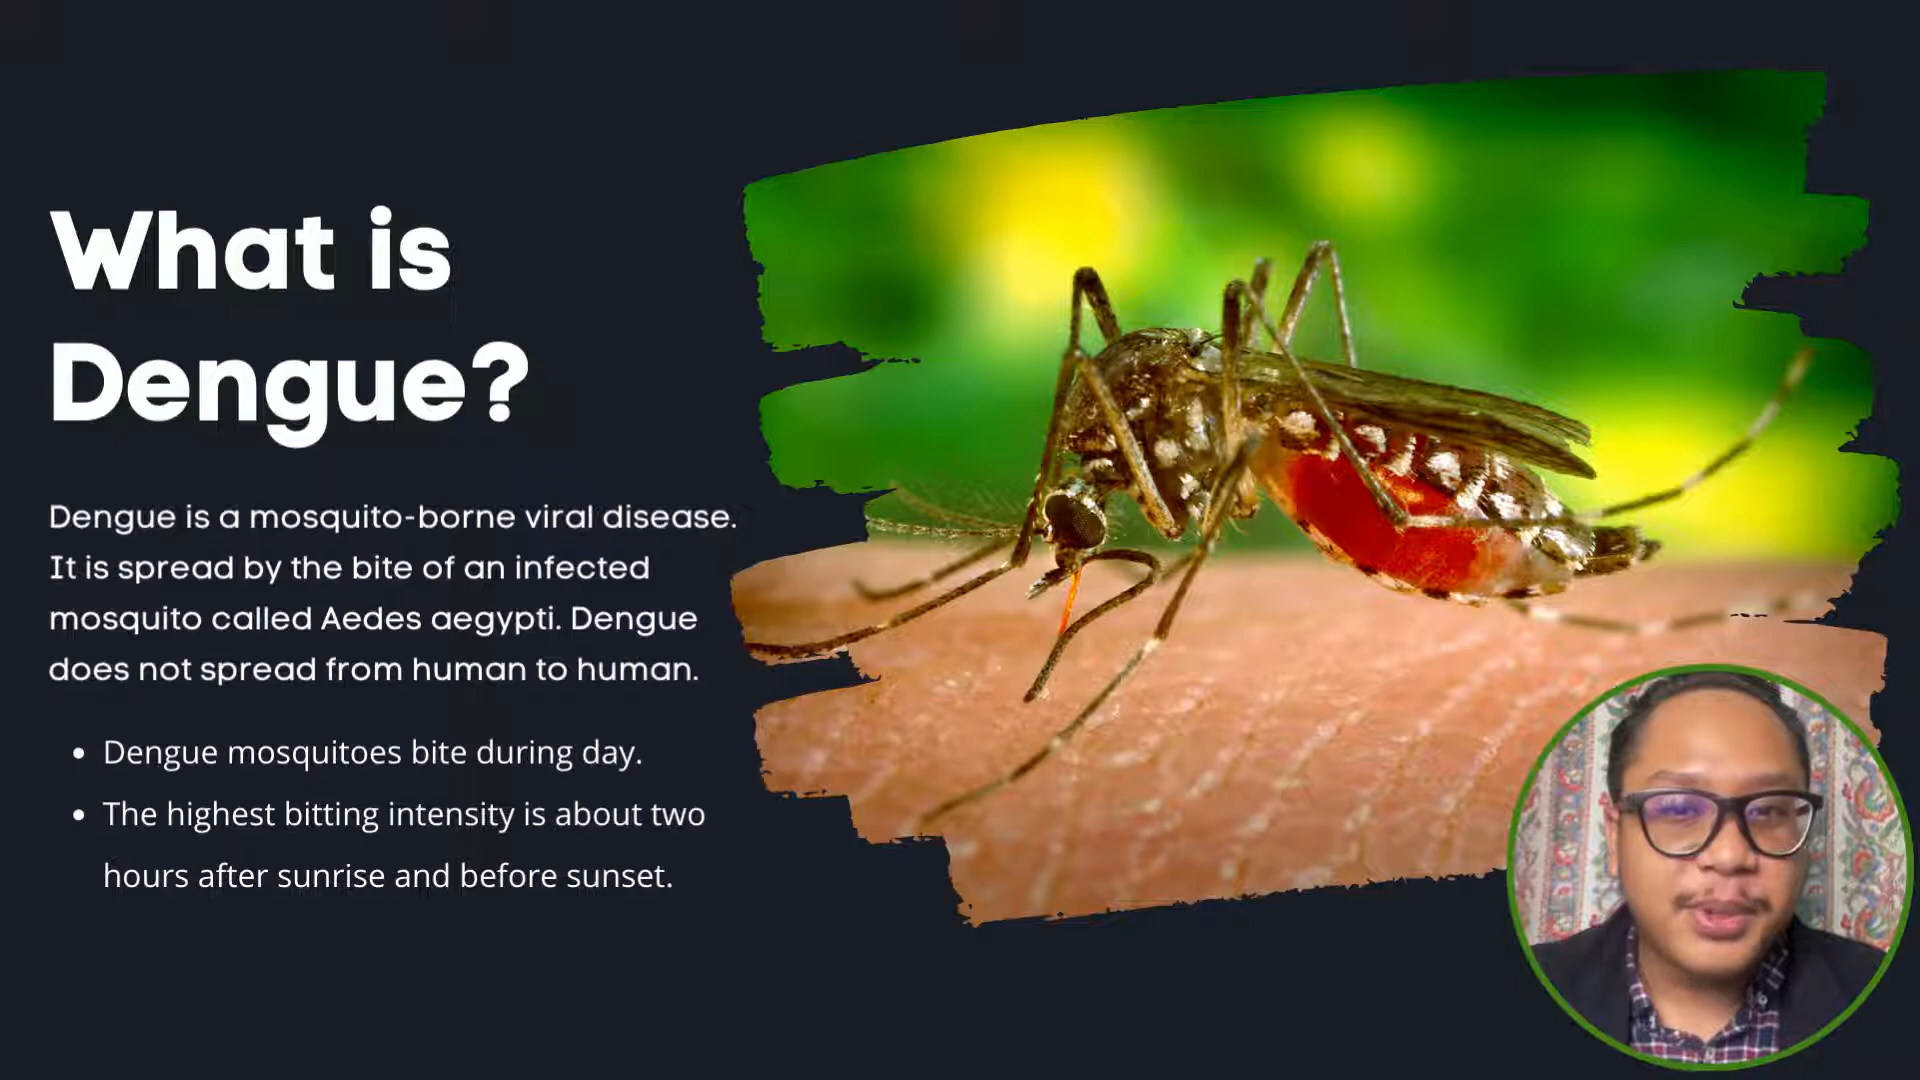 What is
Dengue?
Dengue is a mosquito-borne viral disease.
It is spread by the bite of an infected
mosquito called Aedes aegypti. Dengue
does not spread from human to human.
• Dengue mosquitoes bite during day.
• The highest bitting intensity is about two
hours after sunrise and before sunset.